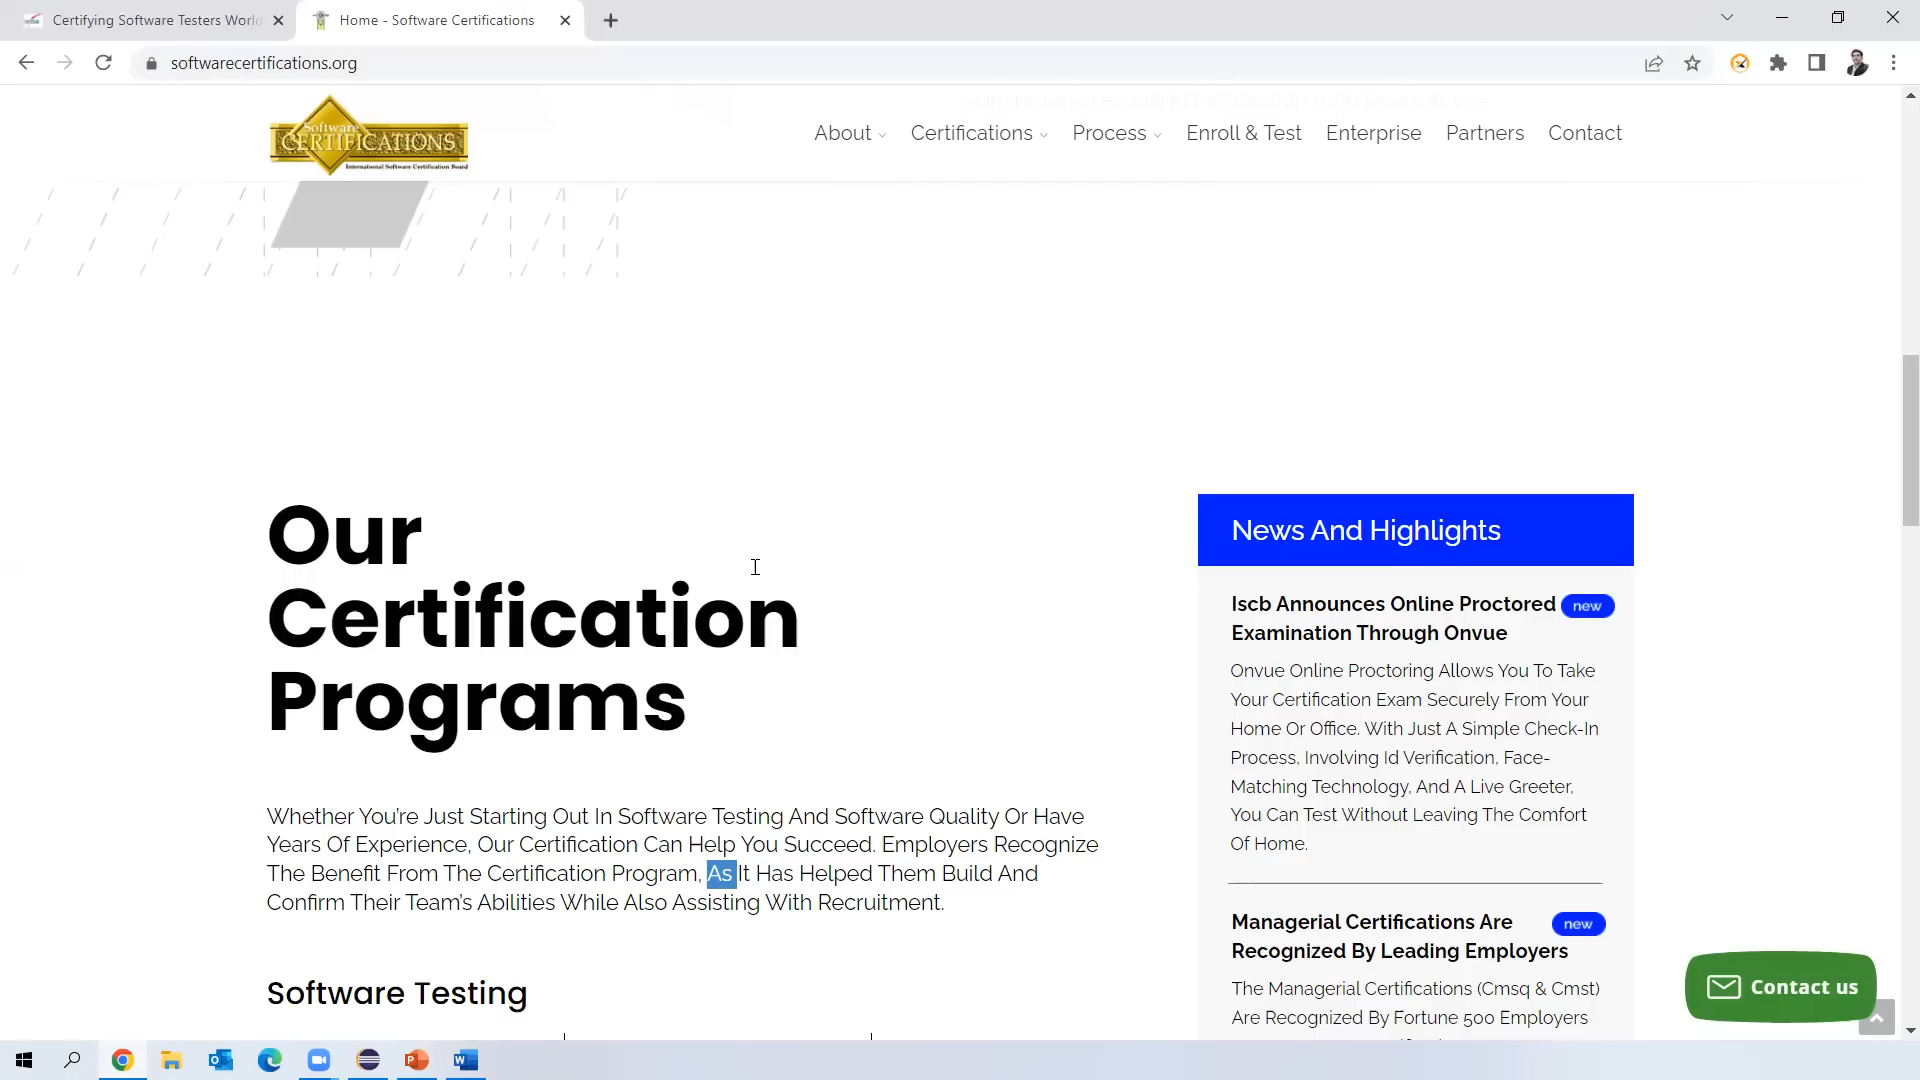 Certifying Software Testers World
Home - Software Certifications
softwarecertifications.org
Software
CERTIFICATIONS
International Software Certification Board
About
Certifications
Process
Enroll & Test
Enterprise
Partners
Contact
Our
Certification
Programs
Whether You're Just Starting Out In Software Testing And Software Quality Or Have
Years Of Experience, Our Certification Can Help You Succeed. Employers Recognize
The Benefit From The Certification Program, As It Has Helped Them Build And
Confirm Their Team's Abilities While Also Assisting With Recruitment.
Software Testing
News And Highlights
Iscb Announces Online Proctored new
Examination Through Onvue
Onvue Online Proctoring Allows You To Take
Your Certification Exam Securely From Your
Home Or Office. With Just A Simple Check-In
Process, Involving Id Verification, Face-
Matching Technology, And A Live Greeter,
You Can Test Without Leaving The Comfort
Of Home.
Managerial Certifications Are new
Recognized By Leading Employers
The Managerial Certifications (Cmsq & Cmst)
Are Recognized By Fortune 500 Employers
Contact us